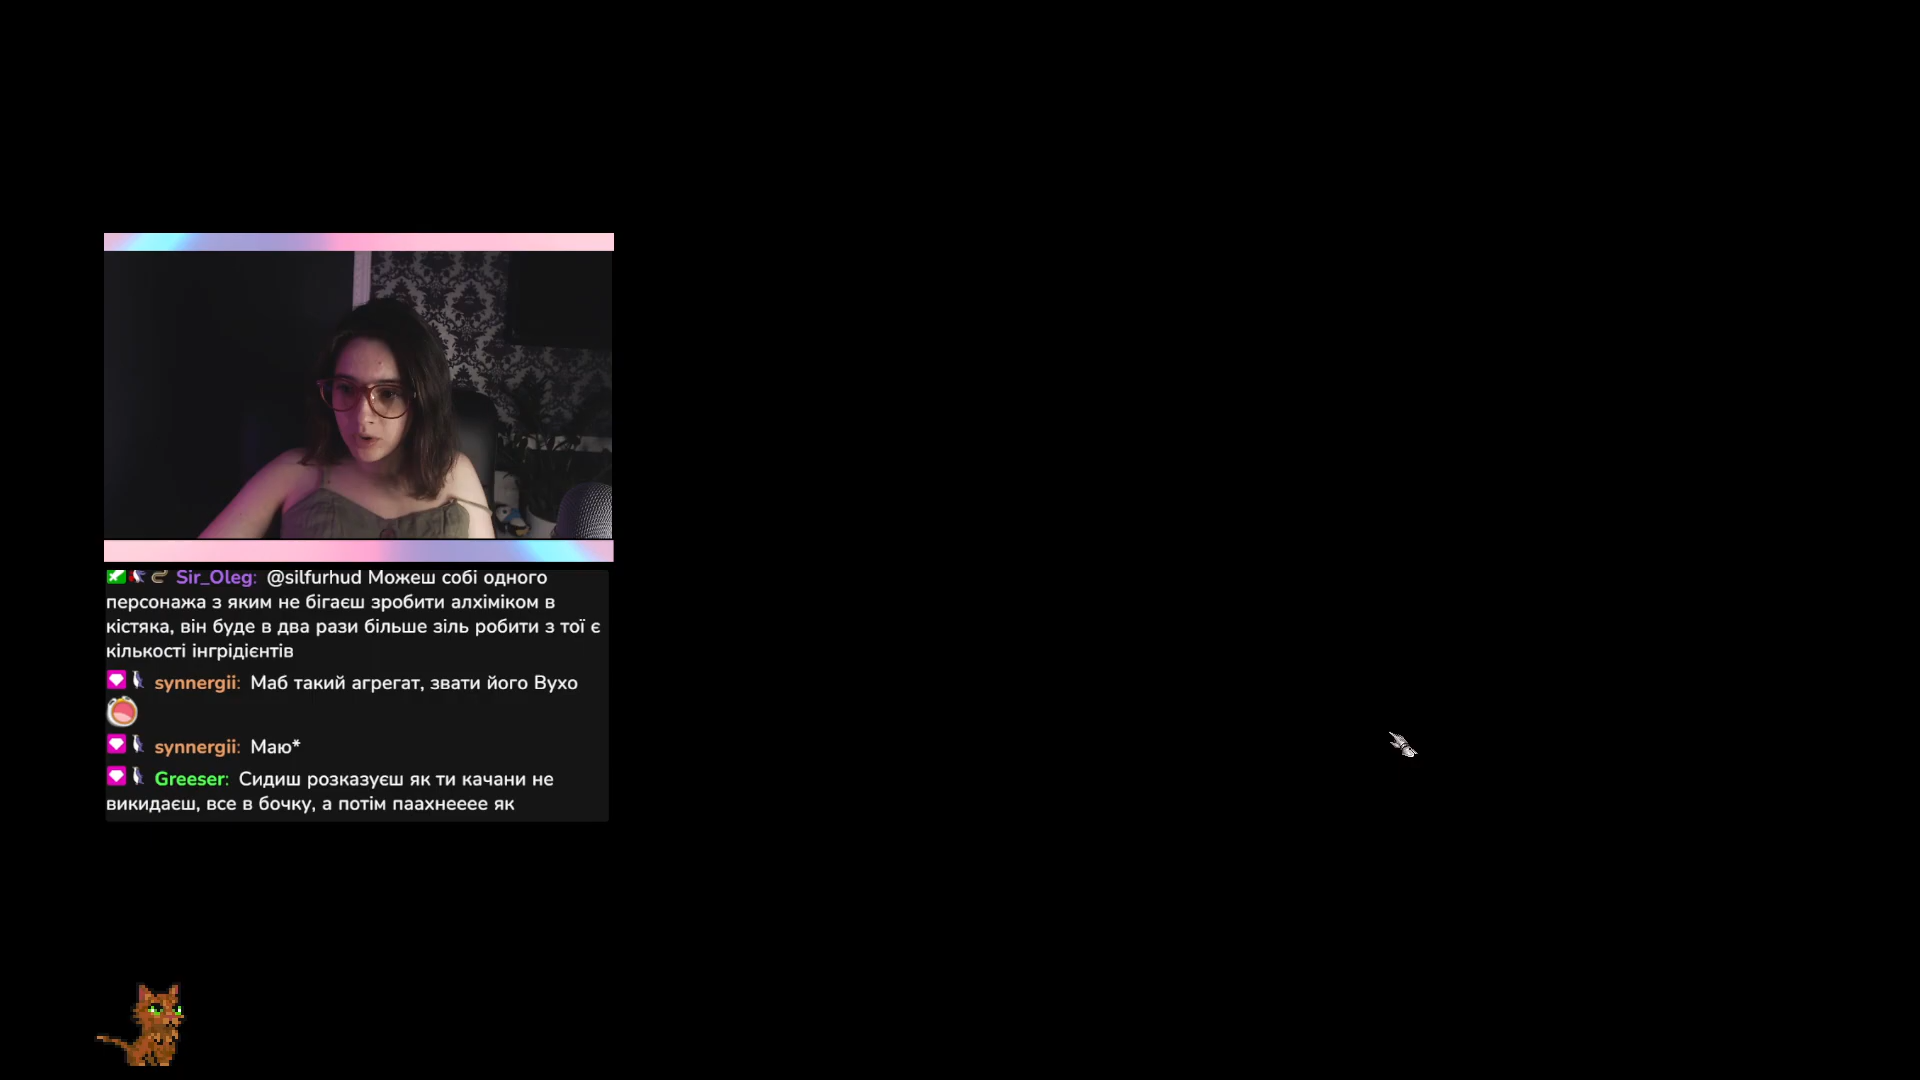 Sir_Oleg: @silfurhud Можеш собі одного
персонажа з яким не бігаєш зробити алхіміком в
кістяка, він буде в два рази більше зіль робити з тої є
кількості інгрідієнтів
synnergii: Маб такий агрегат, звати його Вухо
synnergii: Маю*
Greeser: Сидиш розказуєш як ти качани не
викидаєш, все в бочку, а потім паахнееее як